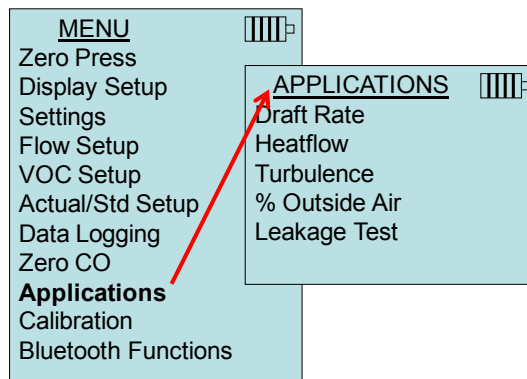 MENU
Zero Press
Display Setup
Settings
Flow Setup
VOC Setup
Actual/Std Setup
Data Logging
Zero CO
Applications
Calibration
Bluetooth Functions
APPLICATIONS
Draft Rate
Heatflow
Turbulence
% Outside Air
Leakage Test